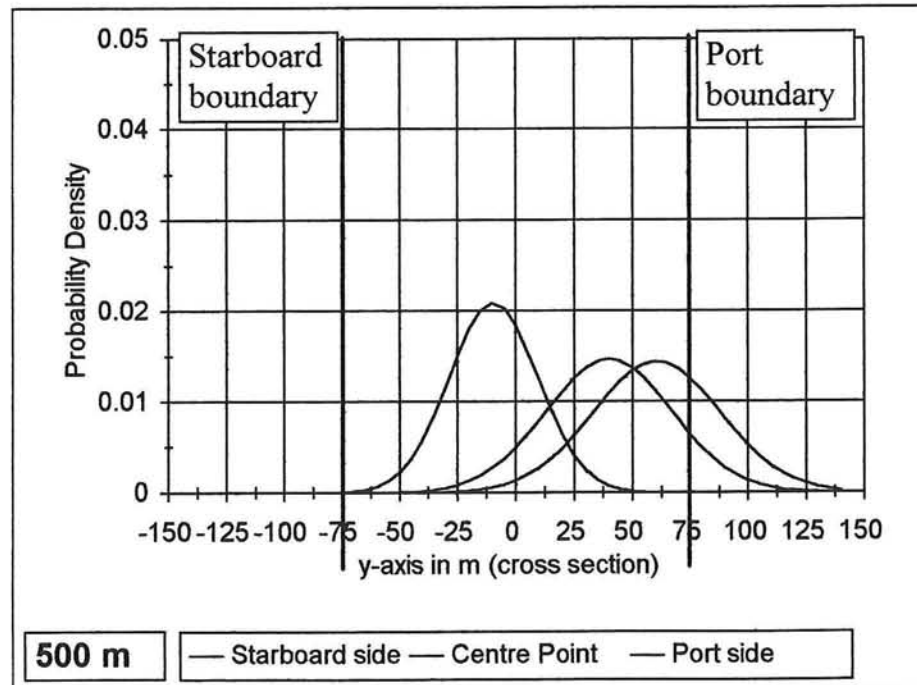 0.05
0.04
0.03
0.02
0.01
0
Probability Density
Starboard
boundary
Port
boundary
-150 -125 -100 -75 -50 -25 0 25 50 75 100 125 150
y-axis in m (cross section)
500 m
Starboard side Centre Point Port side